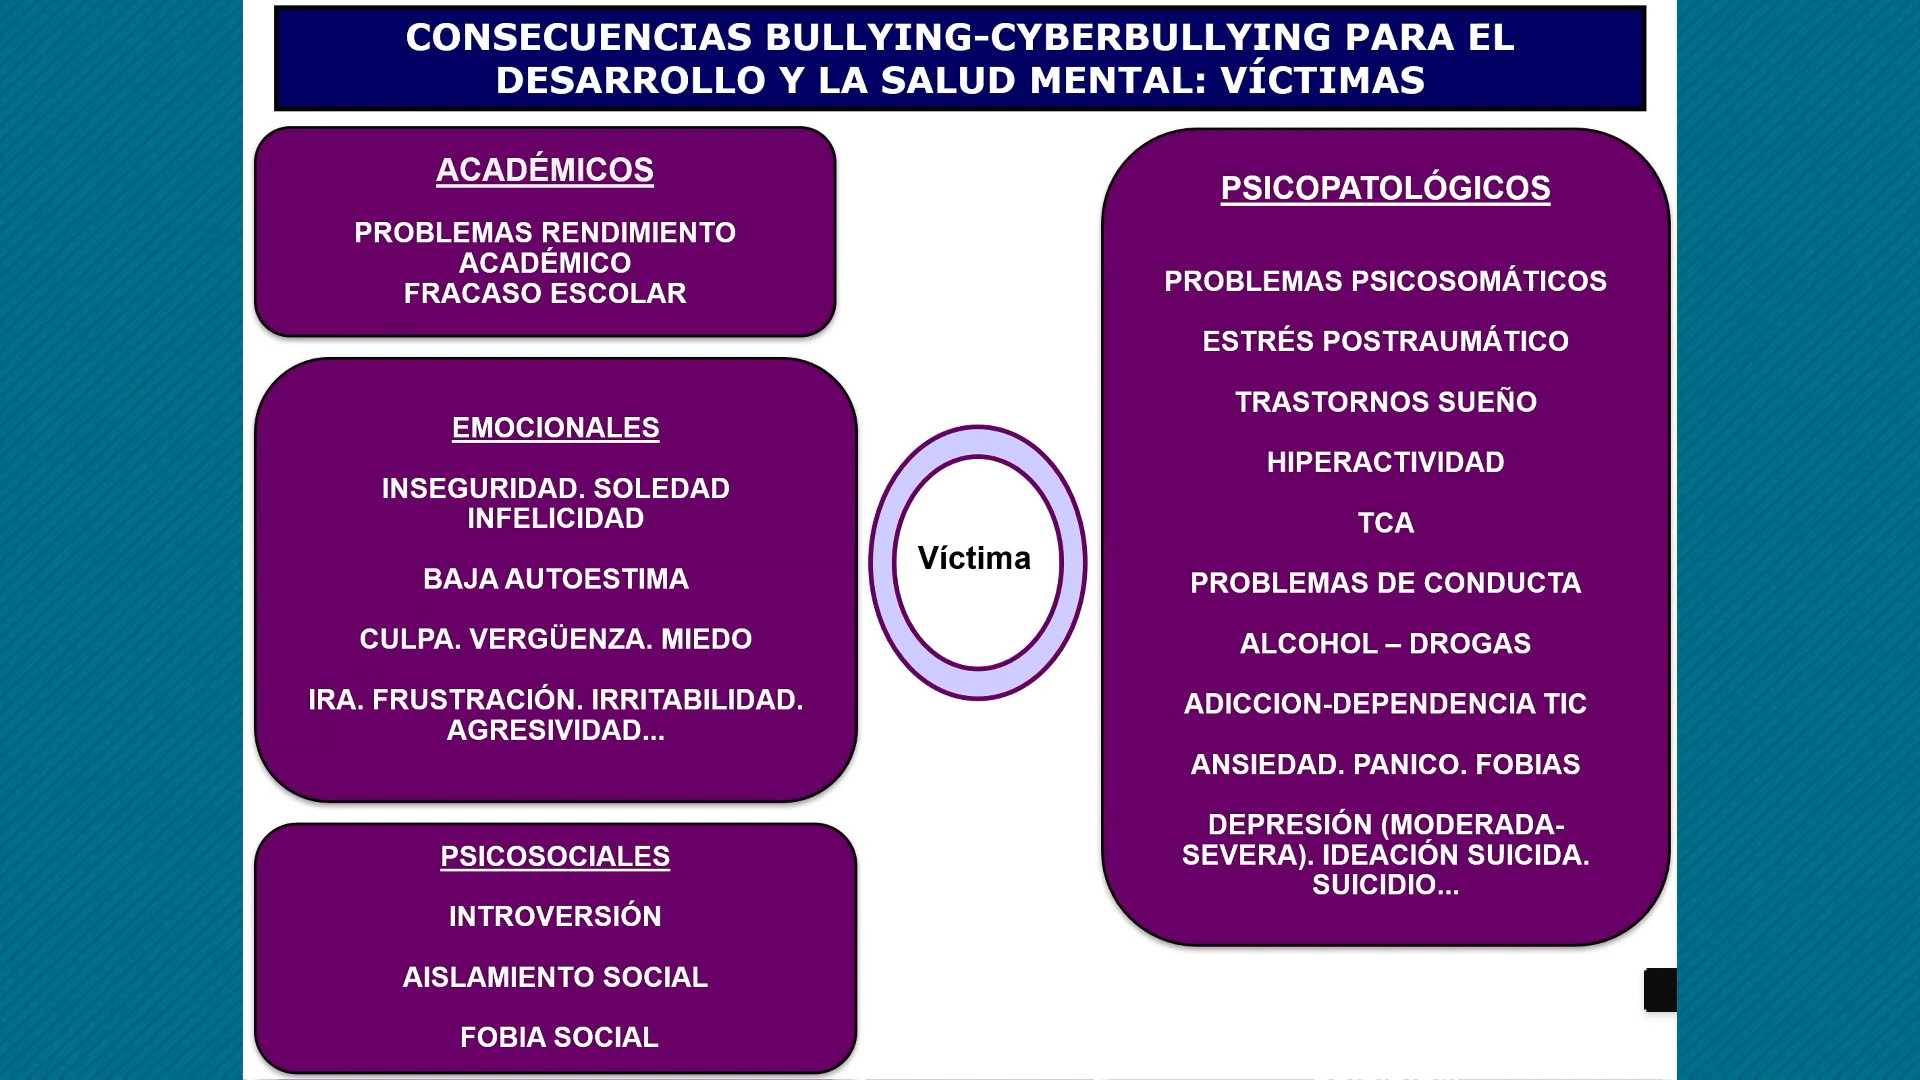 CONSECUENCIAS BULLYING-CYBERBULLYING PARA EL
DESARROLLO Y LA SALUD MENTAL: VÍCTIMAS
ACADÉMICOS
PROBLEMAS RENDIMIENTO
ACADÉMICO
FRACASO ESCOLAR
EMOCIONALES
INSEGURIDAD. SOLEDAD
INFELICIDAD
BAJA AUTOESTIMA
CULPA. VERGÜENZA. MIEDO
IRA. FRUSTRACIÓN. IRRITABILIDAD.
AGRESIVIDAD...
PSICOSOCIALES
INTROVERSIÓN
AISLAMIENTO SOCIAL
FOBIA SOCIAL
Víctima
PSICOPATOLÓGICOS
PROBLEMAS PSICOSOMÁTICOS
ESTRÉS POSTRAUMÁTICO
TRASTORNOS SUEÑO
HIPERACTIVIDAD
TCA
PROBLEMAS DE CONDUCTA
ALCOHOL – DROGAS
ADICCION-DEPENDENCIA TIC
ANSIEDAD. PANICO. FOBIAS
DEPRESIÓN (MODERADA-
SEVERA). IDEACIÓN SUICIDA.
SUICIDIO...